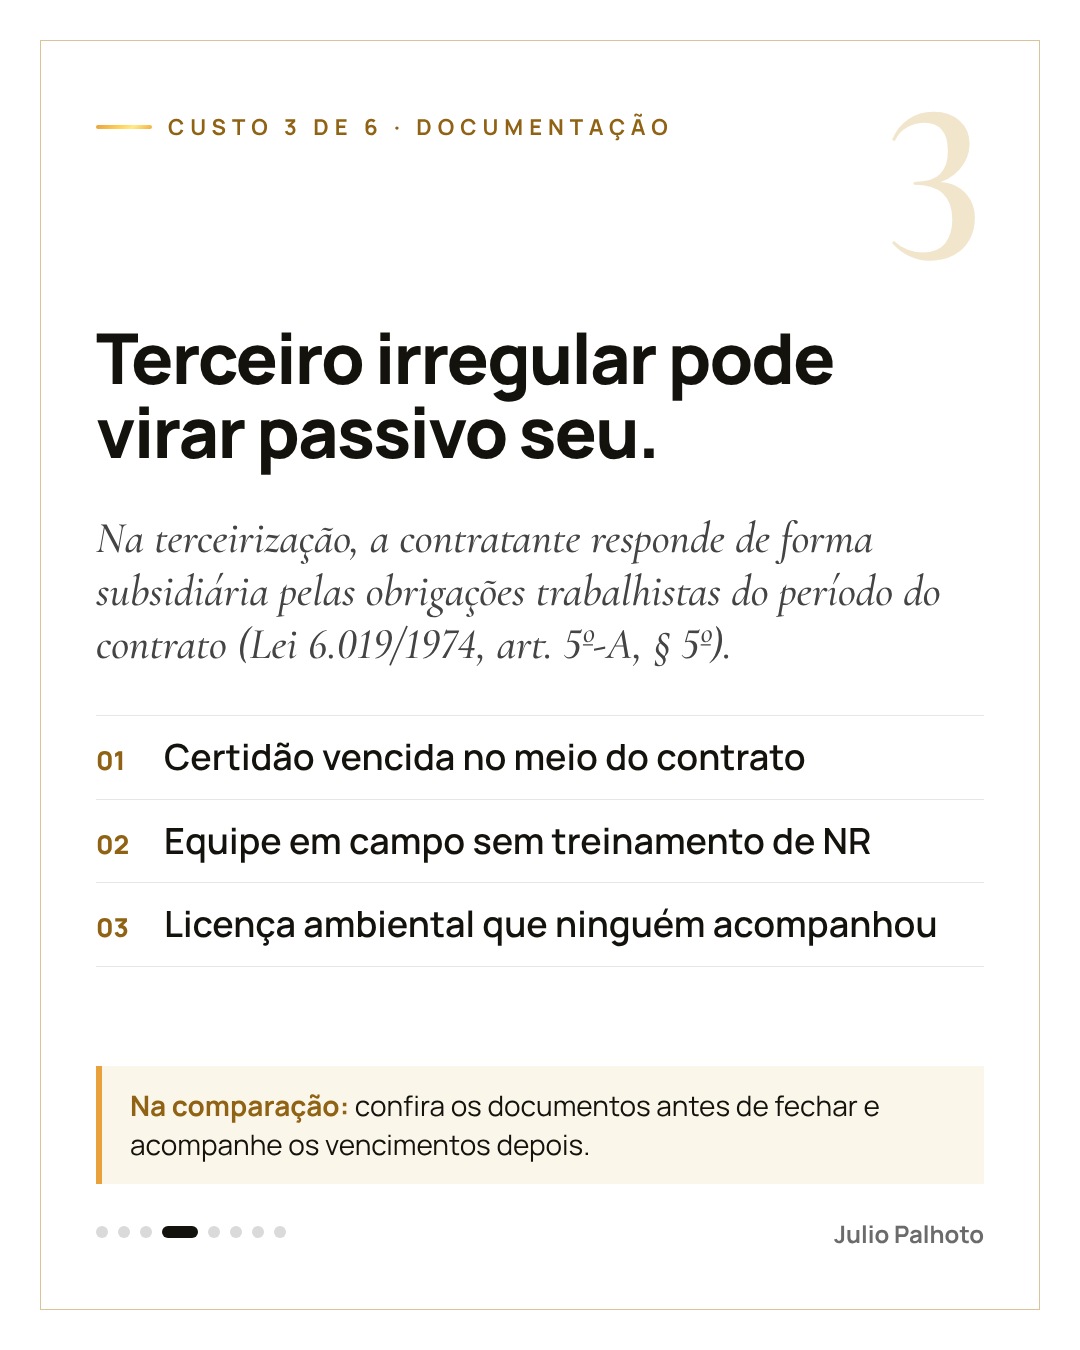 CUSTO 3 DE 6 · DOCUMENTAÇÃO
3
Terceiro irregular pode
virar passivo seu.
Na terceirização, a contratante responde de forma
subsidiária pelas obrigações trabalhistas do período do
contrato (Lei 6.019/1974, art. 5º-A, § 5º).
01 Certidão vencida no meio do contrato
02 Equipe em campo sem treinamento de NR
03 Licença ambiental que ninguém acompanhou
Na comparação: confira os documentos antes de fechar e
acompanhe os vencimentos depois.
Julio Palhoto